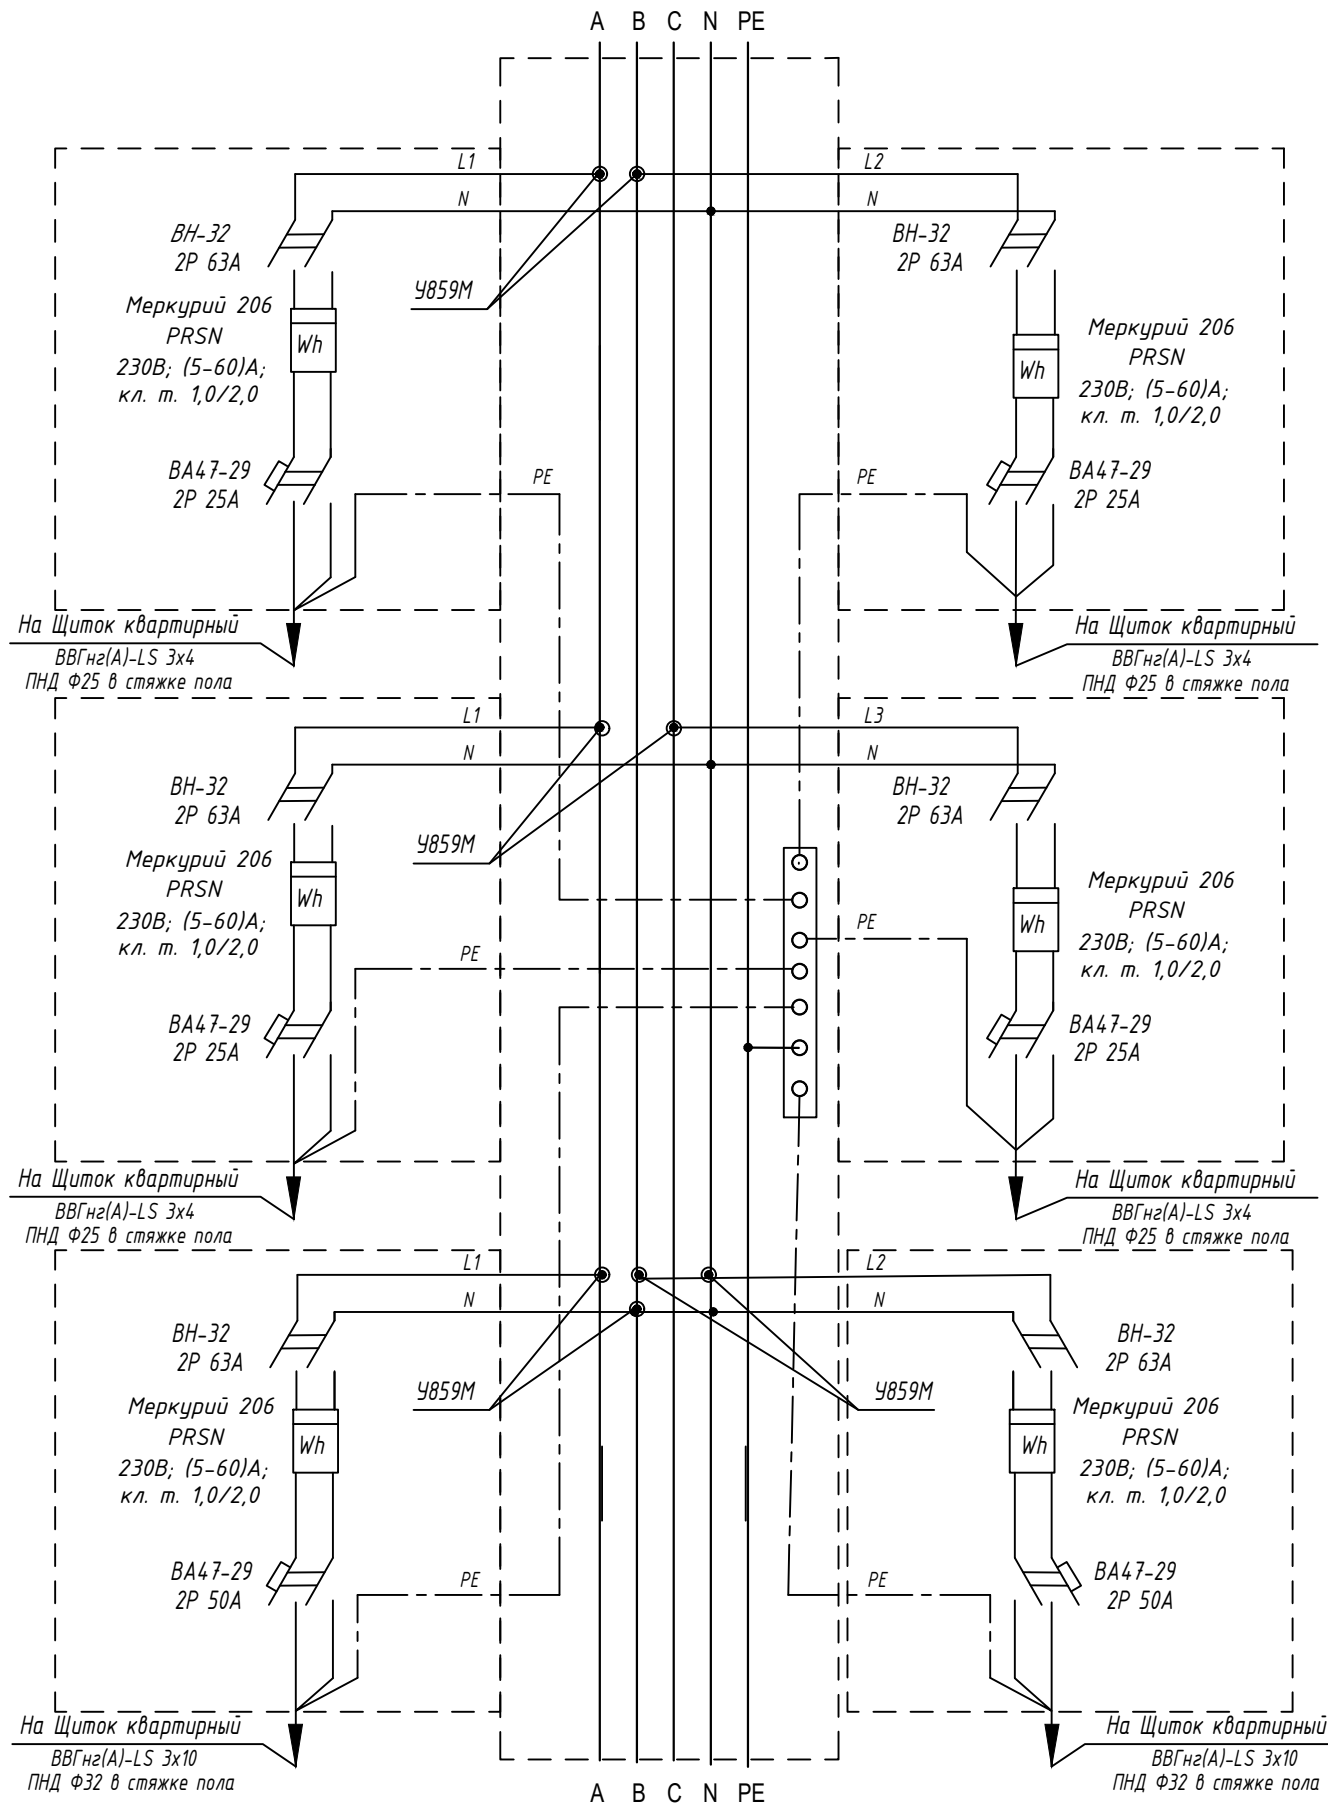 A B C N PE
L1
L2
N
N
ВН-32
2Р 63А
ВН-32
2Р 63А
У859М
Меркурий 206
PRSN
230В; (5-60)А;
кл. т. 1,0/2,0
Wh
Меркурий 206
PRSN
230В; (5-60)А;
кл. т. 1,0/2,0
Wh
ВА47-29
2Р 25А
PE
PE
ВА47-29
2Р 25А
На Щиток квартирный
ВВГнг(А)-LS 3х4
ПНД Ф25 в стяжке пола
На Щиток квартирный
ВВГнг(А)-LS 3х4
ПНД Ф25 в стяжке пола
L1
L3
N
N
ВН-32
2Р 63А
ВН-32
2Р 63А
У859М
Меркурий 206
PRSN
230В; (5-60)А;
кл. т. 1,0/2,0
Wh
Меркурий 206
PRSN
230В; (5-60)А;
кл. т. 1,0/2,0
Wh
PE
PE
ВА47-29
2Р 25А
ВА47-29
2Р 25А
На Щиток квартирный
ВВГнг(А)-LS 3х4
ПНД Ф25 в стяжке пола
На Щиток квартирный
ВВГнг(А)-LS 3х4
ПНД Ф25 в стяжке пола
L1
L2
N
N
ВН-32
2Р 63А
ВН-32
2Р 63А
У859М
У859М
Меркурий 206
PRSN
230В; (5-60)А;
кл. т. 1,0/2,0
Wh
Меркурий 206
PRSN
230В; (5-60)А;
кл. т. 1,0/2,0
Wh
ВА47-29
2Р 50А
PE
PE
ВА47-29
2Р 50А
На Щиток квартирный
ВВГнг(А)-LS 3х10
ПНД Ф32 в стяжке пола
На Щиток квартирный
ВВГнг(А)-LS 3х10
ПНД Ф32 в стяжке пола
A B C N PE